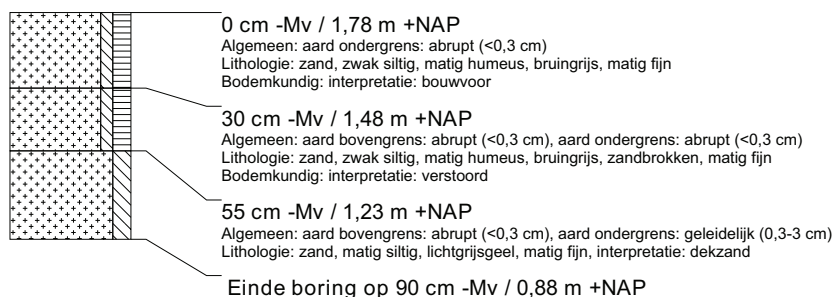 0 cm -Mv / 1,78 m +NAP
Algemeen: aard ondergrens: abrupt (<0,3 cm)
Lithologie: zand, zwak siltig, matig humeus, bruingrijs, matig fijn
Bodemkundig: interpretatie: bouwvoor
30 cm -Mv / 1,48 m +NAP
Algemeen: aard bovengrens: abrupt (<0,3 cm), aard ondergrens: abrupt (<0,3 cm)
Lithologie: zand, zwak siltig, matig humeus, bruingrijs, zandbrokken, matig fijn
Bodemkundig: interpretatie: verstoord
55 cm -Mv / 1,23 m +NAP
Algemeen: aard bovengrens: abrupt (<0,3 cm), aard ondergrens: geleidelijk (0,3-3 cm)
Lithologie: zand, matig siltig, lichtgrijsgeel, matig fijn, interpretatie: dekzand
Einde boring op 90 cm -Mv / 0,88 m +NAP